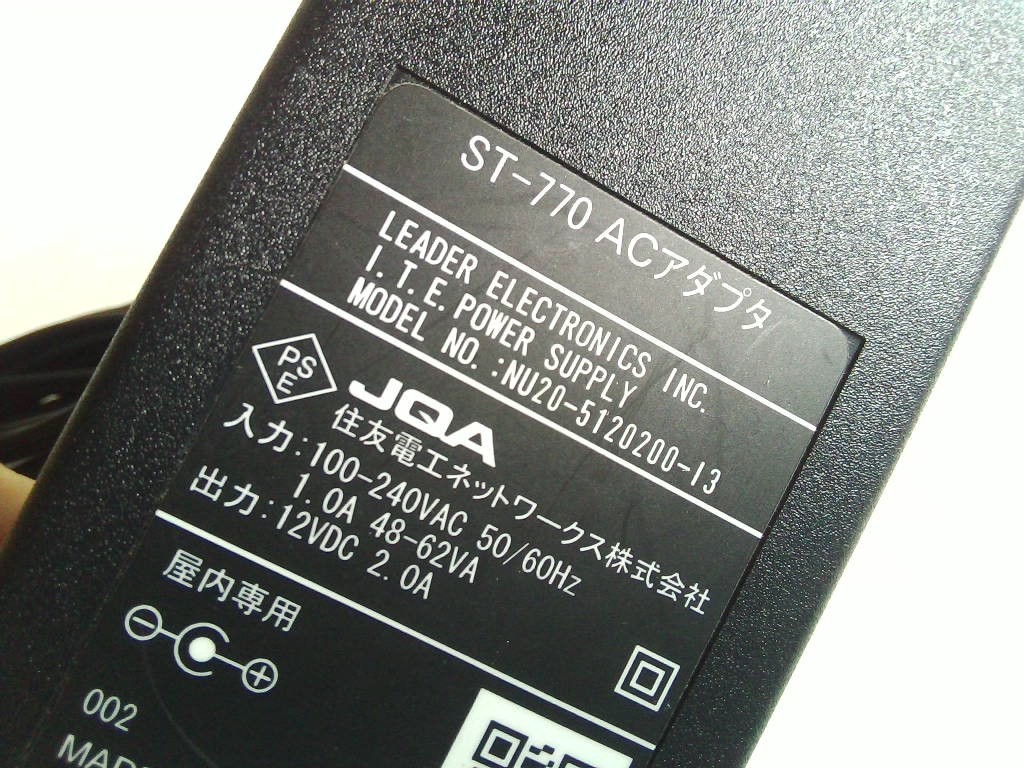 ST-770 ACアダプタ
LEADER ELECTRONICS INC.
I.T.E. POWER SUPPLY
MODEL NO.:NU20-5120200-I3
PSE
JQA
住友電工ネットワークス株式会社
入力:100-240VAC 50/60Hz
1.0A 48-62VA
出力:12VDC 2.0A
屋内専用
002